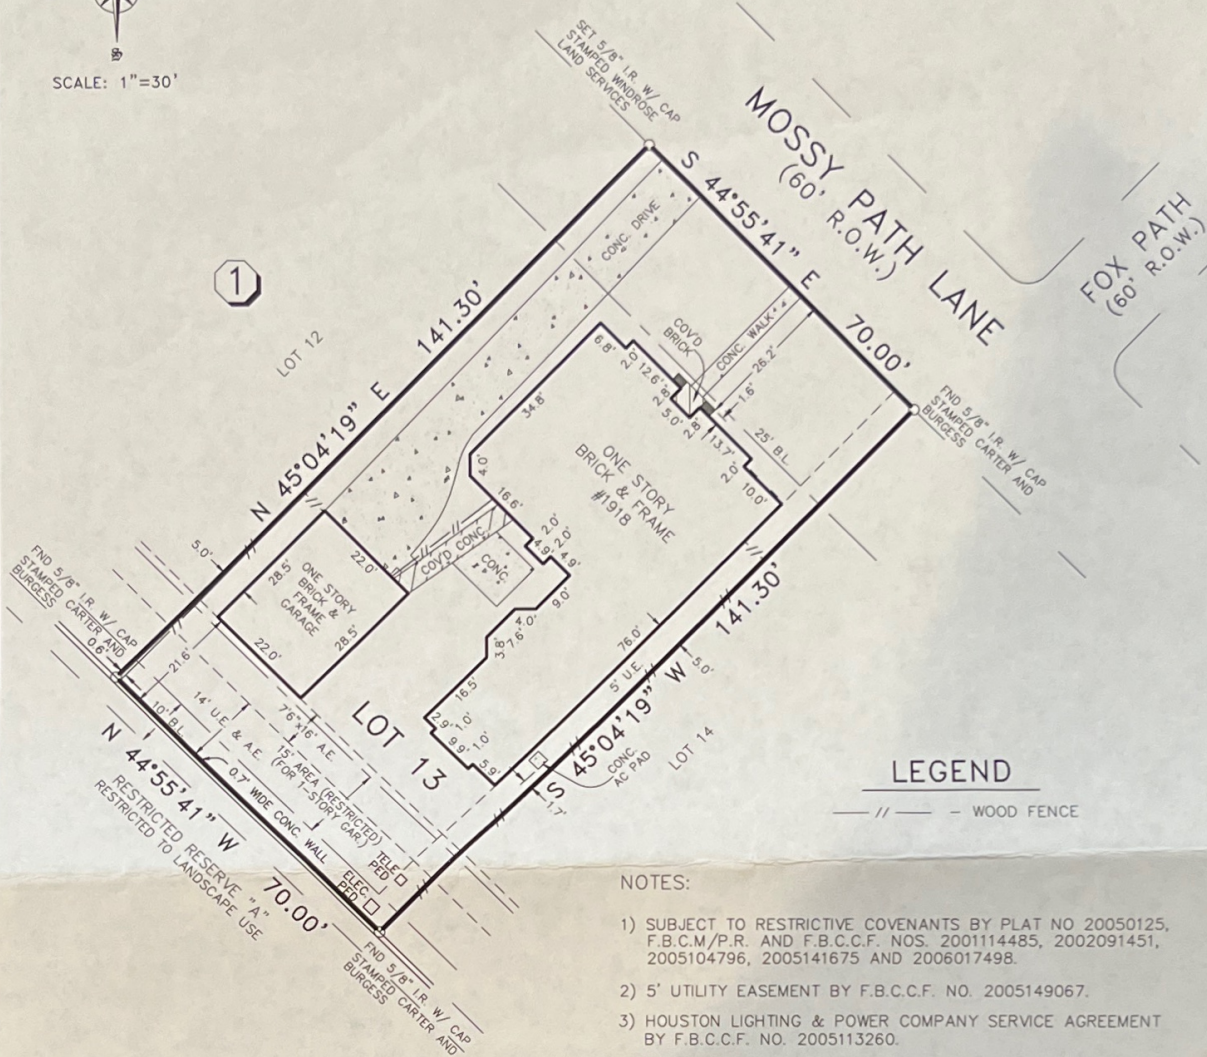 S
SCALE: 1"=30'
SET 5/8" I.R. W/ CAP
STAMPED WINDROSE
LAND SERVICES
MOSSY PATH LANE
(60' R.O.W.)
FOX PATH
(60' R.O.W.)
S 44°55'41" E
70.00'
CONC. DRIVE
1
LOT 12
N 45°04'19" E
141.30'
COV'D
BRICK
CONC. WALK
26.2'
1.6'
25' B.L.
FND 5/8" I.R. W/ CAP
STAMPED CARTER AND
BURGESS
6.8'
2.0'
12.6'
2.8'
5.0'
2.8'
13.7'
2.0'
10.0'
34.8'
4.0'
16.6'
ONE STORY
BRICK & FRAME
#1918
2.0'
2.0'
4.9'
4.9'
9.0'
4.0'
7.6'
3.8'
16.5'
2.9'
1.0'
9.9'
1.0'
5.9'
76.0'
COV'D CONC.
CONC.
5.0'
22.0'
28.5'
ONE STORY
BRICK &
FRAME
GARAGE
28.5'
22.0'
FND 5/8" I.R. W/ CAP
STAMPED CARTER AND
BURGESS
0.6'
21.6'
10' B.L.
14' U.E. & A.E.
7'6"x16' A.E.
15' AREA (RESTRICTED)
(FOR 1-STORY GAR.)
0.7' WIDE CONC. WALL
LOT 13
TELE
PED
ELEC.
PED
5' U.E.
5.0'
S 45°04'19" W
141.30'
LOT 14
CONC.
AC PAD
1.7'
N 44°55'41" W
70.00'
RESTRICTED RESERVE "A"
RESTRICTED TO LANDSCAPE USE
FND 5/8" I.R. W/ CAP
STAMPED CARTER AND
BURGESS
LEGEND
— // — - WOOD FENCE
NOTES:
1) SUBJECT TO RESTRICTIVE COVENANTS BY PLAT NO 20050125,
F.B.C.M/P.R. AND F.B.C.C.F. NOS. 2001114485, 2002091451,
2005104796, 2005141675 AND 2006017498.
2) 5' UTILITY EASEMENT BY F.B.C.C.F. NO. 2005149067.
3) HOUSTON LIGHTING & POWER COMPANY SERVICE AGREEMENT
BY F.B.C.C.F. NO. 2005113260.